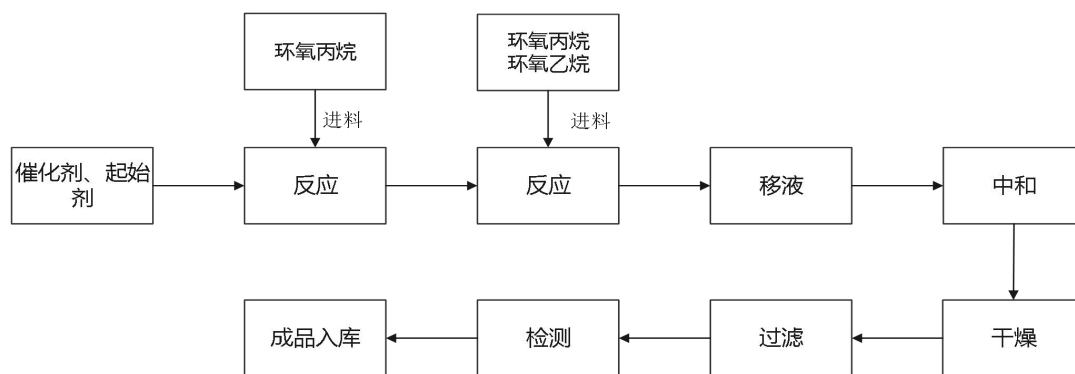 环氧丙烷
环氧丙烷
环氧乙烷
进料
进料
催化剂、起始
剂
反应
反应
移液
中和
成品入库
检测
过滤
干燥